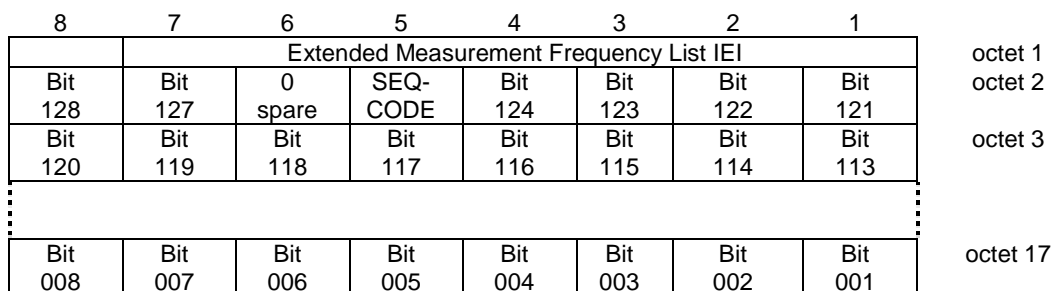 8 7 6 5 4 3 2 1
Extended Measurement Frequency List IEI octet 1
Bit Bit 0 SEQ- Bit Bit Bit Bit octet 2
128 127 spare CODE 124 123 122 121
Bit Bit Bit Bit Bit Bit Bit Bit octet 3
120 119 118 117 116 115 114 113
Bit Bit Bit Bit Bit Bit Bit Bit octet 17
008 007 006 005 004 003 002 001